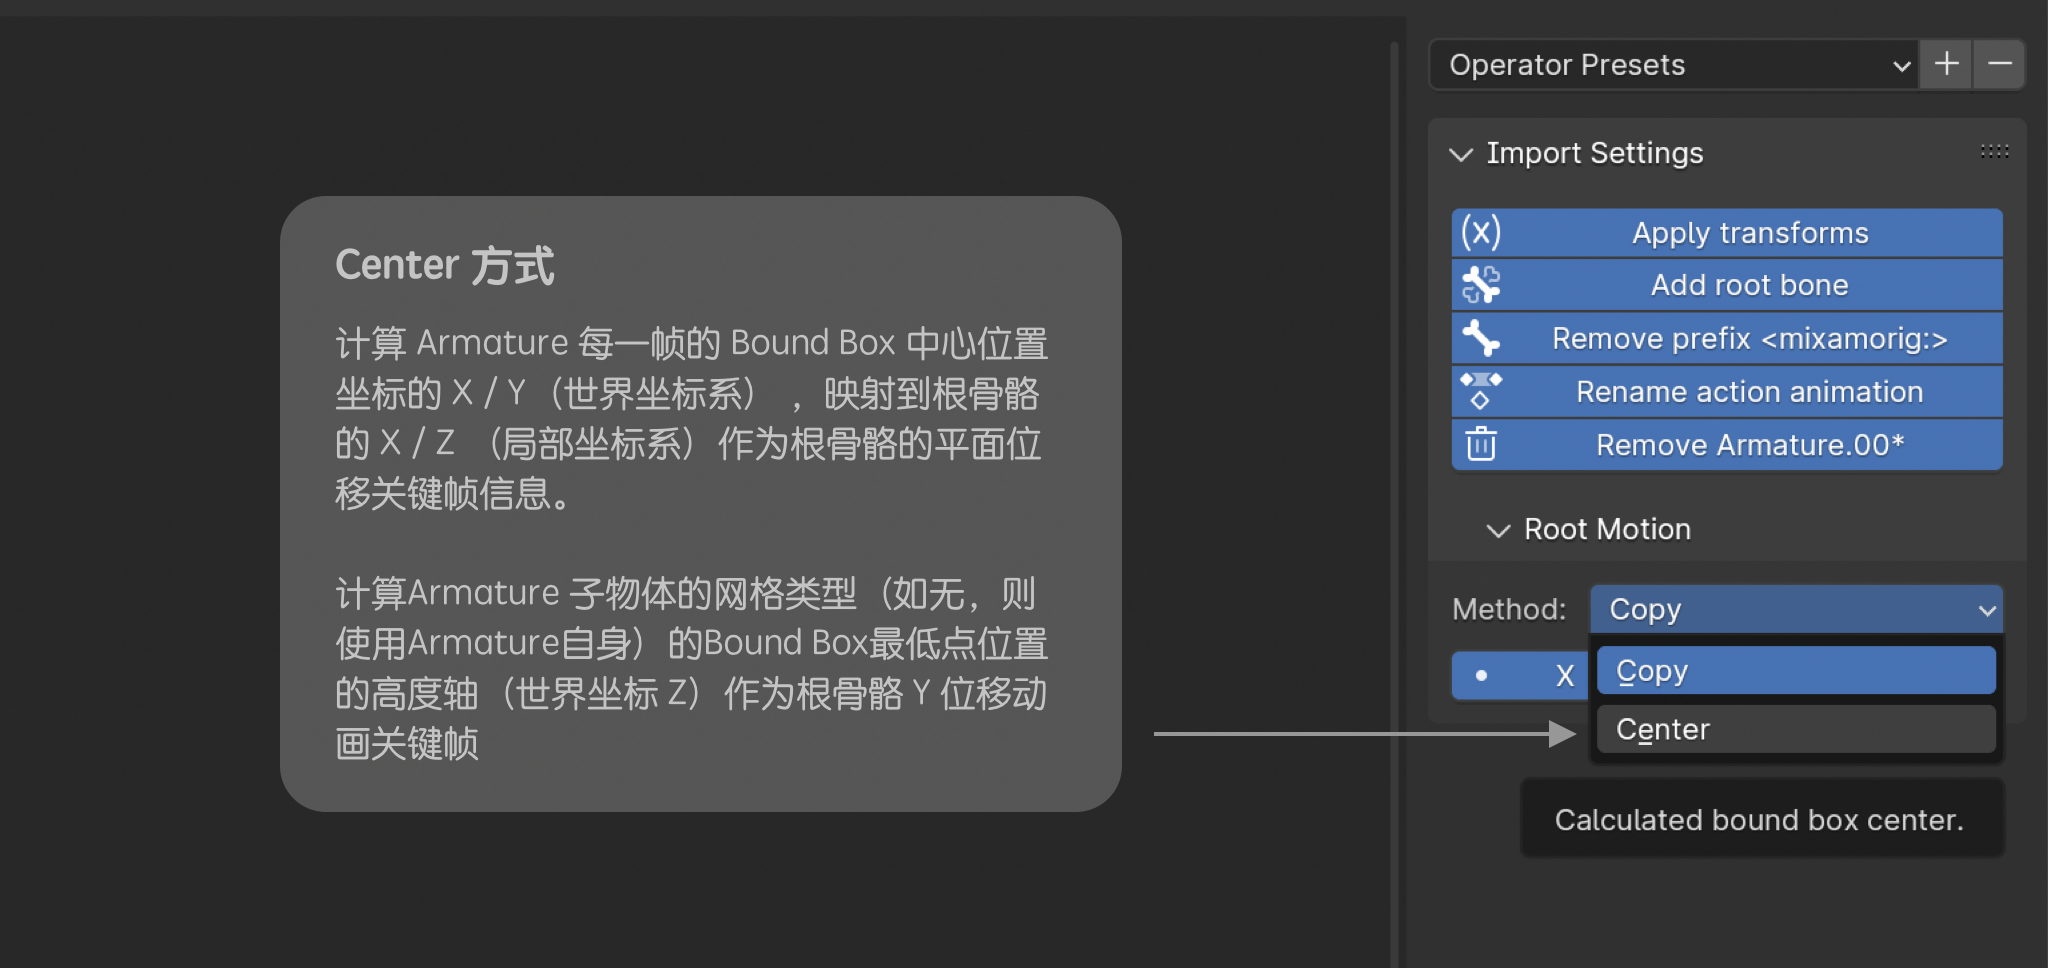 Operator Presets
Import Settings
Apply transforms
Add root bone
Remove prefix <mixamorig:>
Rename action animation
Remove Armature.00*
Root Motion
Method: Copy
X
Copy
Center
Calculated bound box center.
Center 方式
计算 Armature 每一帧的 Bound Box 中心位置
坐标的 X / Y（世界坐标系），映射到根骨骼
的 X / Z （局部坐标系）作为根骨骼的平面位
移关键帧信息。
计算Armature 子物体的网格类型（如无，则
使用Armature自身）的Bound Box最低点位置
的高度轴（世界坐标 Z）作为根骨骼 Y 位移动
画关键帧